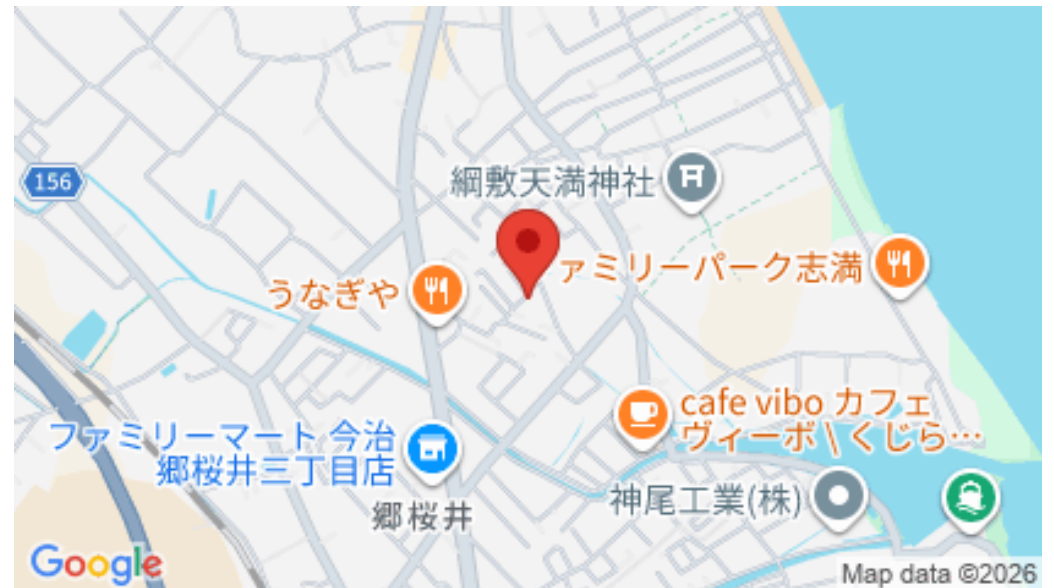 156
綱敷天満神社
ァミリーパーク志満
うなぎや
cafe vibo カフェ
ヴィーボ \ くじら…
ファミリーマート 今治
郷桜井三丁目店
神尾工業(株)
郷桜井
Google
Map data ©2026